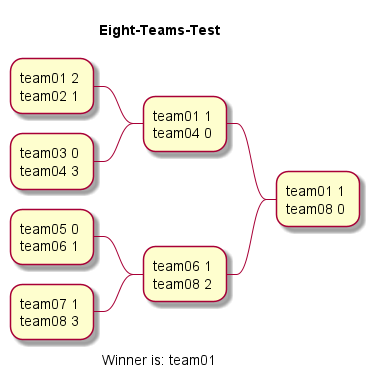 Eight-Teams-Test
team01 2
team02 1
team03 0
team04 3
team05 0
team06 1
team07 1
team08 3
team01 1
team04 0
team06 1
team08 2
team01 1
team08 0
Winner is: team01